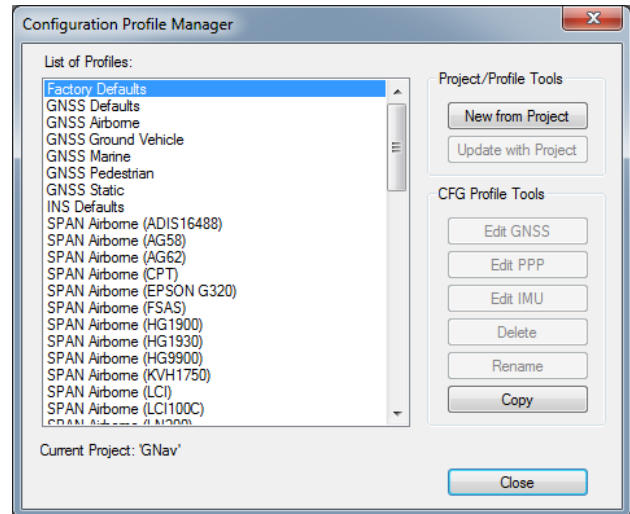 Configuration Profile Manager
List of Profiles:
Factory Defaults
GNSS Defaults
GNSS Airborne
GNSS Ground Vehicle
GNSS Marine
GNSS Pedestrian
GNSS Static
INS Defaults
SPAN Airborne (ADIS16488)
SPAN Airborne (AG58)
SPAN Airborne (AG62)
SPAN Airborne (CPT)
SPAN Airborne (EPSON G320)
SPAN Airborne (FSAS)
SPAN Airborne (HG1900)
SPAN Airborne (HG1930)
SPAN Airborne (HG9900)
SPAN Airborne (KVH1750)
SPAN Airborne (LCI)
SPAN Airborne (LCI100C)
SPAN Airborne (LN200)
Current Project: 'GNav'
Project/Profile Tools
New from Project
Update with Project
CFG Profile Tools
Edit GNSS
Edit PPP
Edit IMU
Delete
Rename
Copy
Close